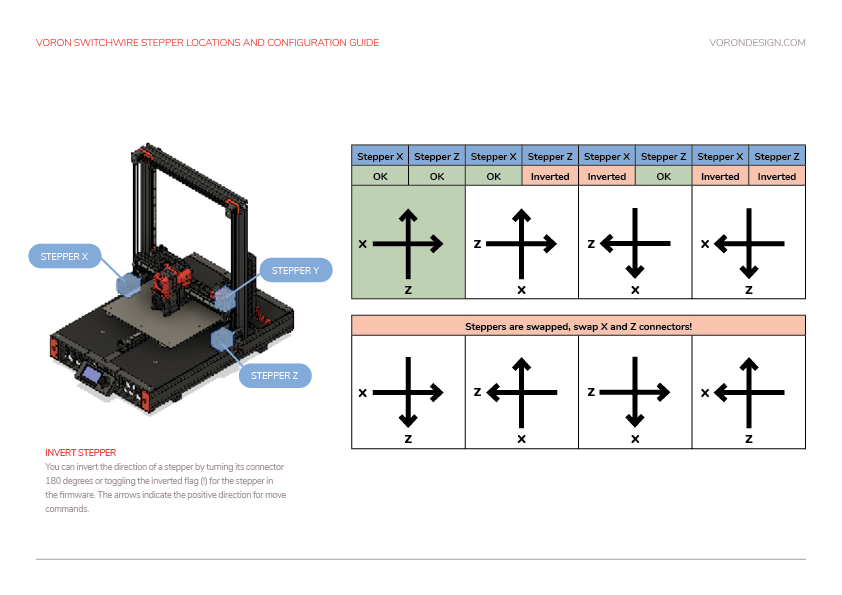 VORON SWITCHWIRE STEPPER LOCATIONS AND CONFIGURATION GUIDE
VORONDESIGN.COM
STEPPER X
STEPPER Y
STEPPER Z
INVERT STEPPER
You can invert the direction of a stepper by turning its connector
180 degrees or toggling the inverted flag (!) for the stepper in
the firmware. The arrows indicate the positive direction for move
commands.
Stepper X Stepper Z Stepper X Stepper Z Stepper X Stepper Z Stepper X Stepper Z
OK OK OK Inverted Inverted OK Inverted Inverted
X Z Z X
Z X X Z
Steppers are swapped, swap X and Z connectors!
X Z Z X
Z X X Z